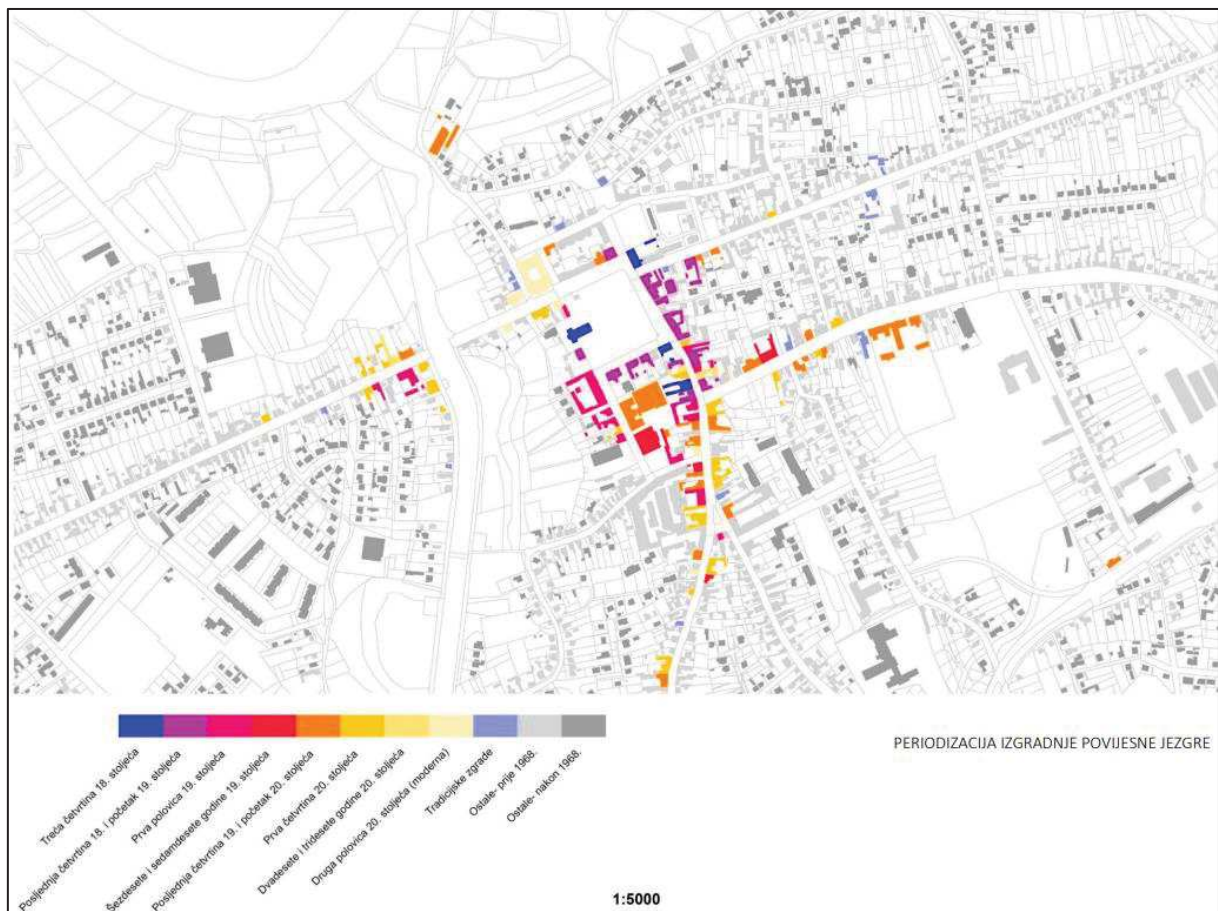 PERIODIZACIJA IZGRADNJE POVIJESNE JEZGRE
Treća četvrtina 18. stoljeća
Posljednja četvrtina 18. i početak 19. stoljeća
Prva polovica 19. stoljeća
Šezdesete i sedamdesete godine 19. stoljeća
Posljednja četvrtina 19. i početak 20. stoljeća
Prva četvrtina 20. stoljeća
Dvadesete i tridesete godine 20. stoljeća
Druga polovica 20. stoljeća (moderna)
Tradicijske zgrade
Ostale- prije 1968.
Ostale- nakon 1968.
1:5000